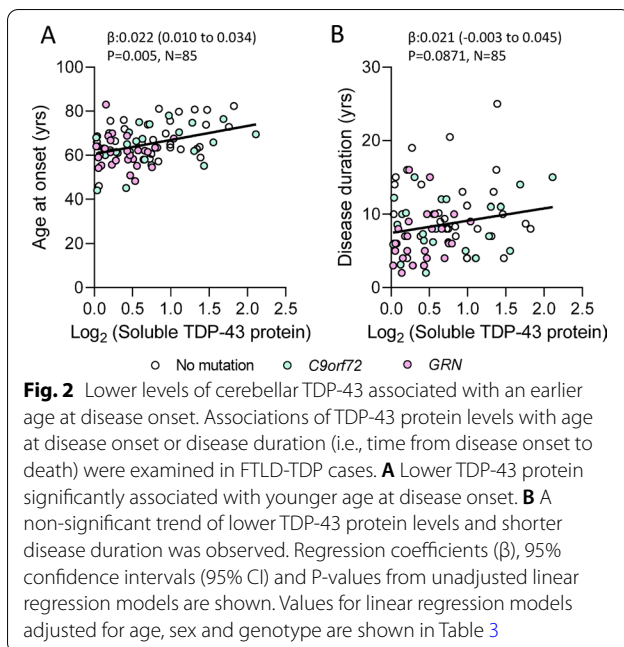 A
β:0.022 (0.010 to 0.034)
P=0.005, N=85
B
β:0.021 (-0.003 to 0.045)
P=0.0871, N=85
100
80
60
40
20
0
Age at onset (yrs)
0.0 0.5 1.0 1.5 2.0 2.5
Log2 (Soluble TDP-43 protein)
30
20
10
0
Disease duration (yrs)
0.0 0.5 1.0 1.5 2.0 2.5
Log2 (Soluble TDP-43 protein)
No mutation C9orf72 GRN
Fig. 2 Lower levels of cerebellar TDP-43 associated with an earlier
age at disease onset. Associations of TDP-43 protein levels with age
at disease onset or disease duration (i.e., time from disease onset to
death) were examined in FTLD-TDP cases. A Lower TDP-43 protein
significantly associated with younger age at disease onset. B A
non-significant trend of lower TDP-43 protein levels and shorter
disease duration was observed. Regression coefficients (β), 95%
confidence intervals (95% CI) and P-values from unadjusted linear
regression models are shown. Values for linear regression models
adjusted for age, sex and genotype are shown in Table 3